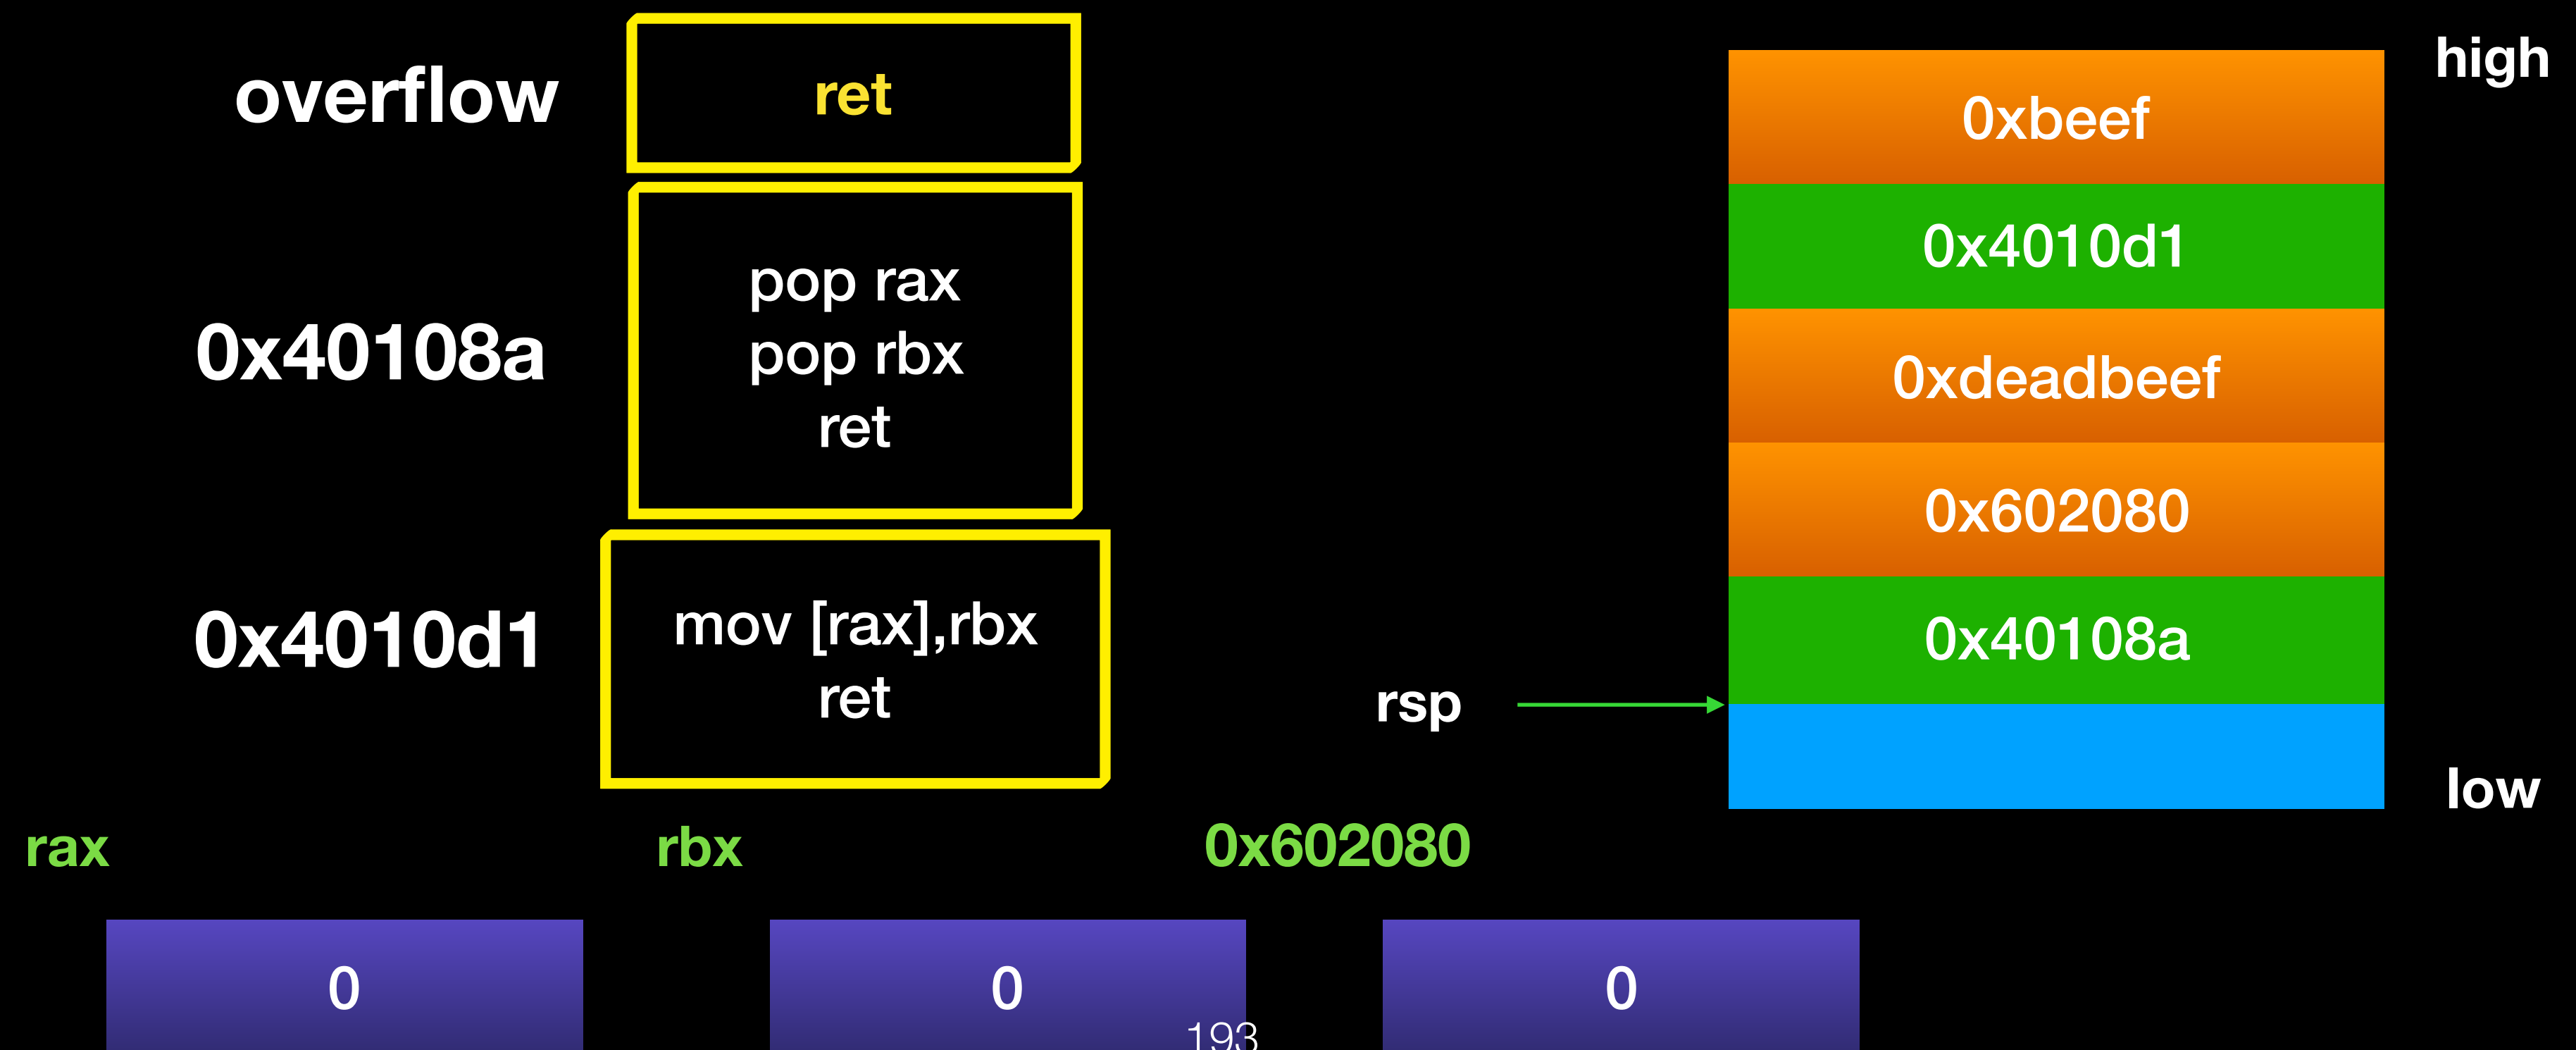 overflow
ret
0x40108a
pop rax
pop rbx
ret
0x4010d1
mov [rax],rbx
ret
high
0xbeef
0x4010d1
0xdeadbeef
0x602080
0x40108a
rsp
low
rax
rbx
0x602080
0
0
0
193